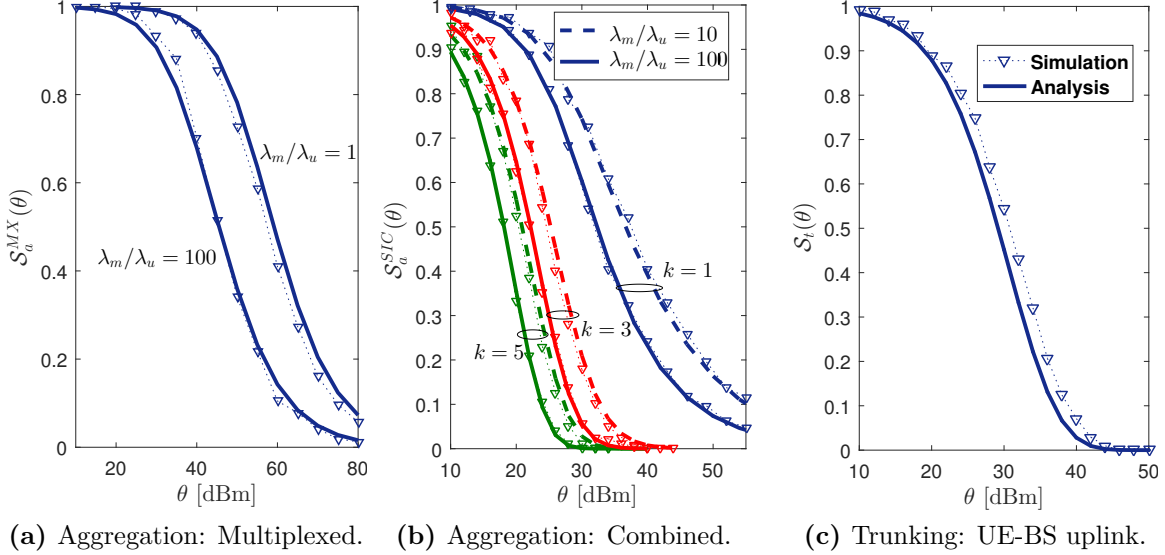 1
0.8
0.6
0.4
0.2
0
20 40 60 80
θ [dBm]
𝒮_a^{MX}(θ)
λ_m/λ_u = 1
λ_m/λ_u = 100
(a) Aggregation: Multiplexed.
1
0.9
0.8
0.7
0.6
0.5
0.4
0.3
0.2
0.1
0
10 20 30 40 50
θ [dBm]
𝒮_a^{SIC}(θ)
λ_m/λ_u = 10
λ_m/λ_u = 100
k = 1
k = 3
k = 5
(b) Aggregation: Combined.
1
0.9
0.8
0.7
0.6
0.5
0.4
0.3
0.2
0.1
0
10 20 30 40 50
θ [dBm]
𝒮_t(θ)
Simulation
Analysis
(c) Trunking: UE-BS uplink.